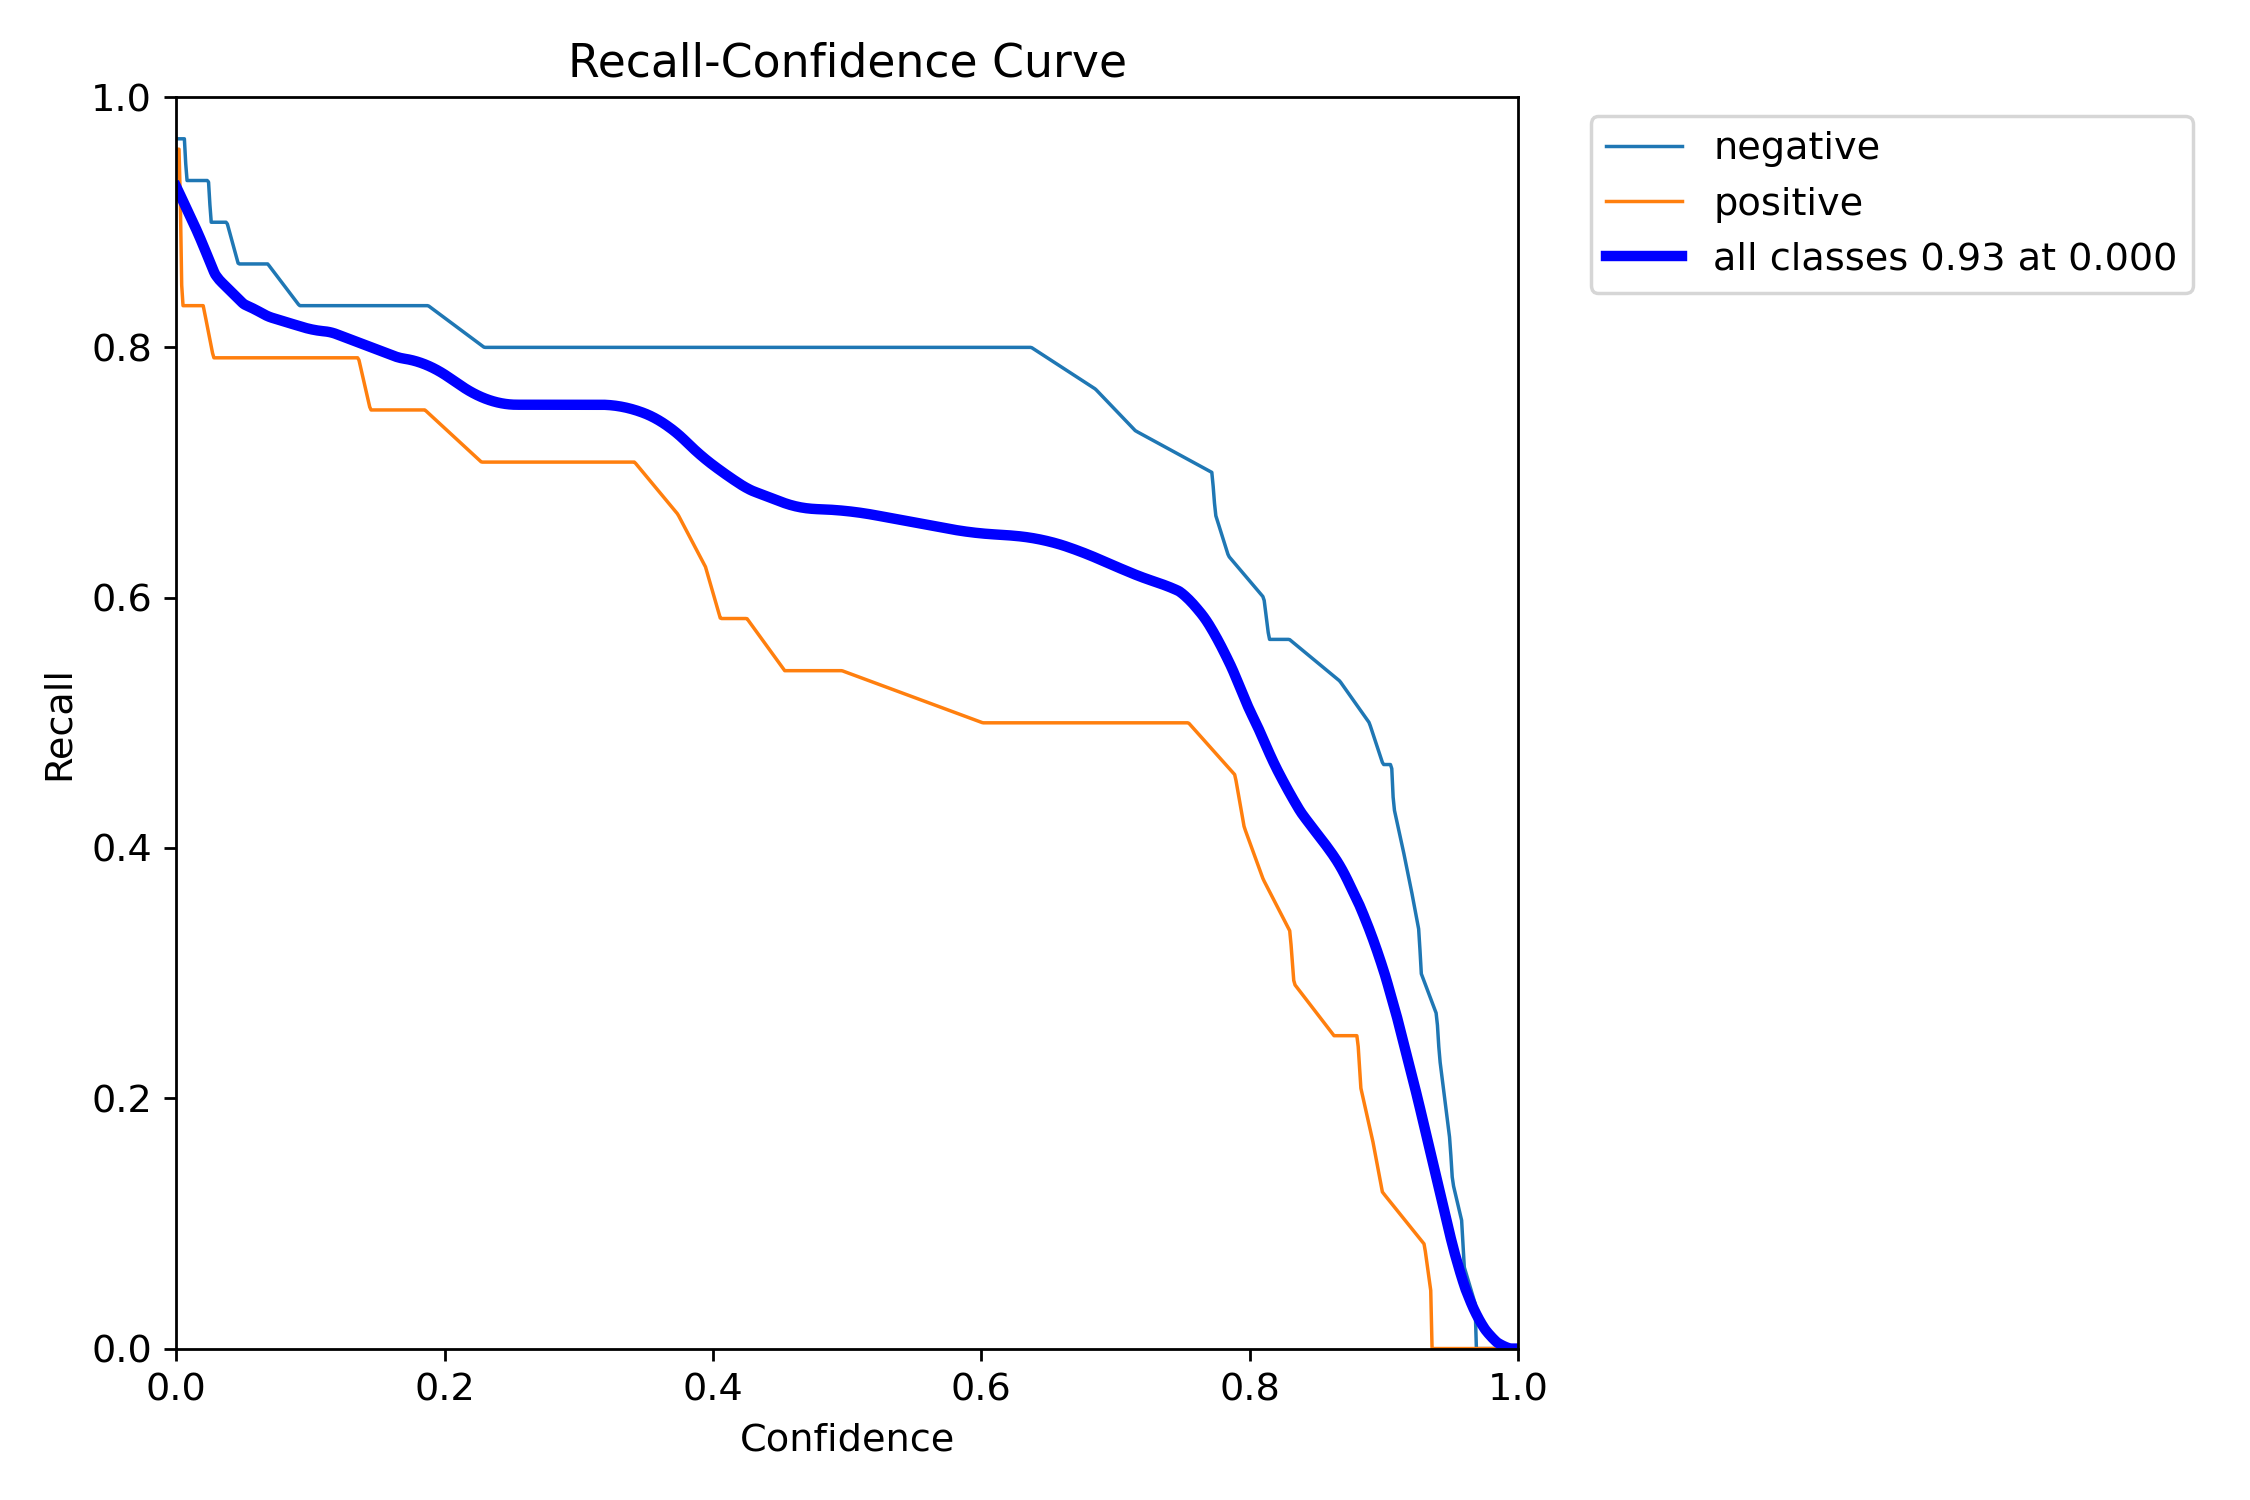 Recall-Confidence Curve
1.0
0.8
0.6
0.4
0.2
0.0
Recall
0.0 0.2 0.4 0.6 0.8 1.0
Confidence
negative
positive
all classes 0.93 at 0.000